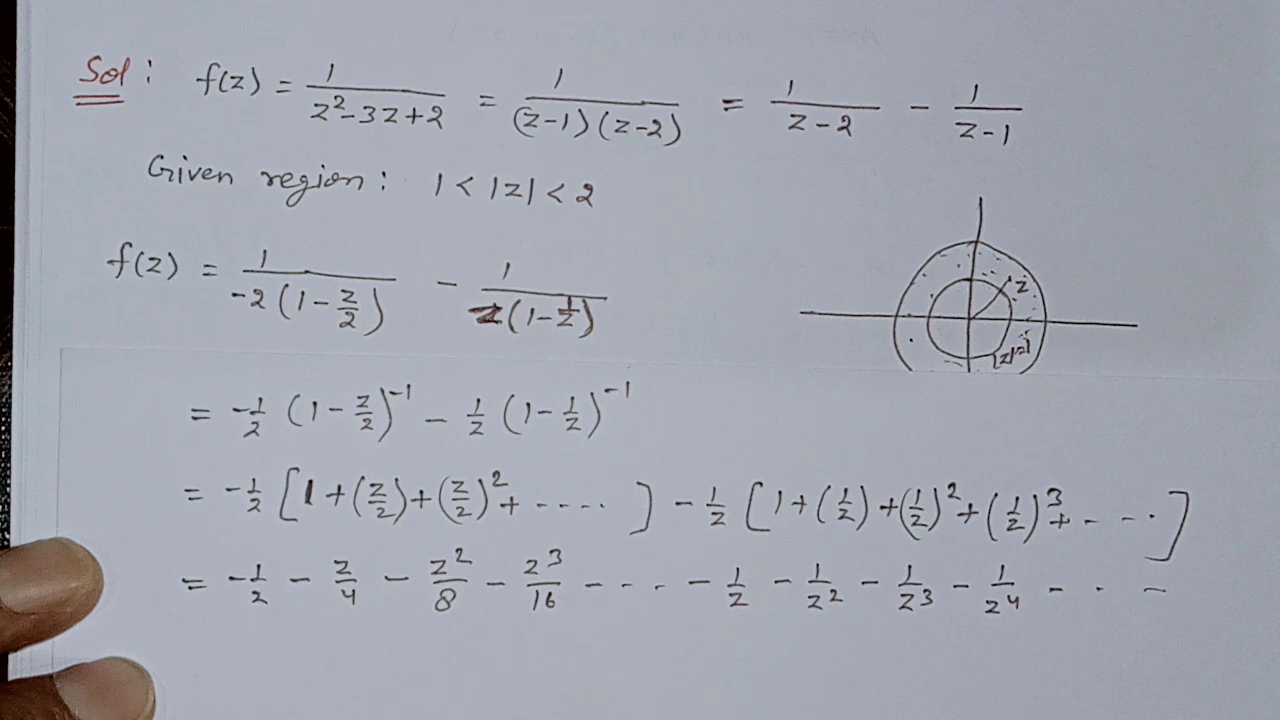 Sol: f(z) = 1/(z²-3z+2) = 1/((z-1)(z-2)) = 1/(z-2) - 1/(z-1)
Given region: 1 < |z| < 2
f(z) = 1/(-2(1-z/2)) - 1/(z(1-1/z))
z
|z|=1
= -1/2 (1-z/2)⁻¹ - 1/z (1-1/z)⁻¹
= -1/2 [1+(z/2)+(z/2)²+ ....] - 1/z [1+(1/z)+(1/z)²+(1/z)³+ ....]
= -1/2 - z/4 - z²/8 - z³/16 - ... - 1/z - 1/z² - 1/z³ - 1/z⁴ - . . -